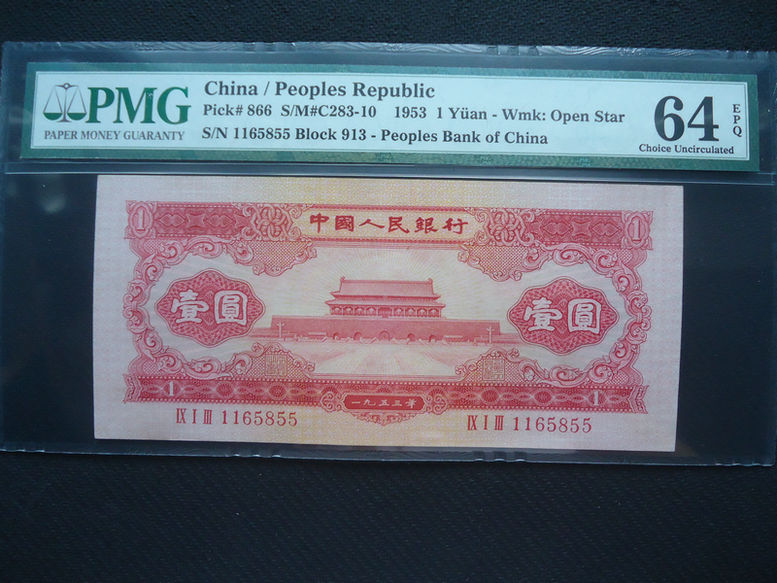 PMG
PAPER MONEY GUARANTY
China / Peoples Republic
Pick# 866 S/M#C283-10 1953 1 Yüan - Wmk: Open Star
S/N 1165855 Block 913 - Peoples Bank of China
64 EPQ
Choice Uncirculated
1 中國人民銀行 1
壹圓 壹圓
1 一九五三年 1
IX I III 1165855 IX I III 1165855